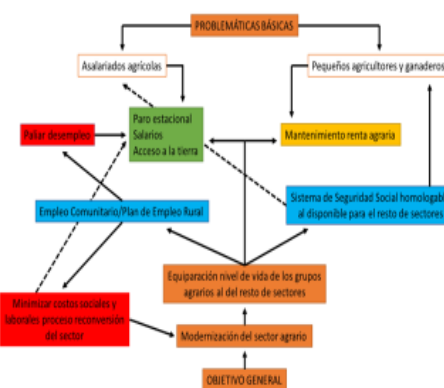 PROBLEMÁTICAS BÁSICAS
Asalariados agrícolas
Pequeños agricultores y ganaderos
Paro estacional
Salarios
Acceso a la tierra
Paliar desempleo
Mantenimiento renta agraria
Empleo Comunitario/Plan de Empleo Rural
Sistema de Seguridad Social homologable
al disponible para el resto de sectores
Equiparación nivel de vida de los grupos
agrarios al del resto de sectores
Minimizar costos sociales y
laborales proceso reconversión
del sector
Modernización del sector agrario
OBJETIVO GENERAL